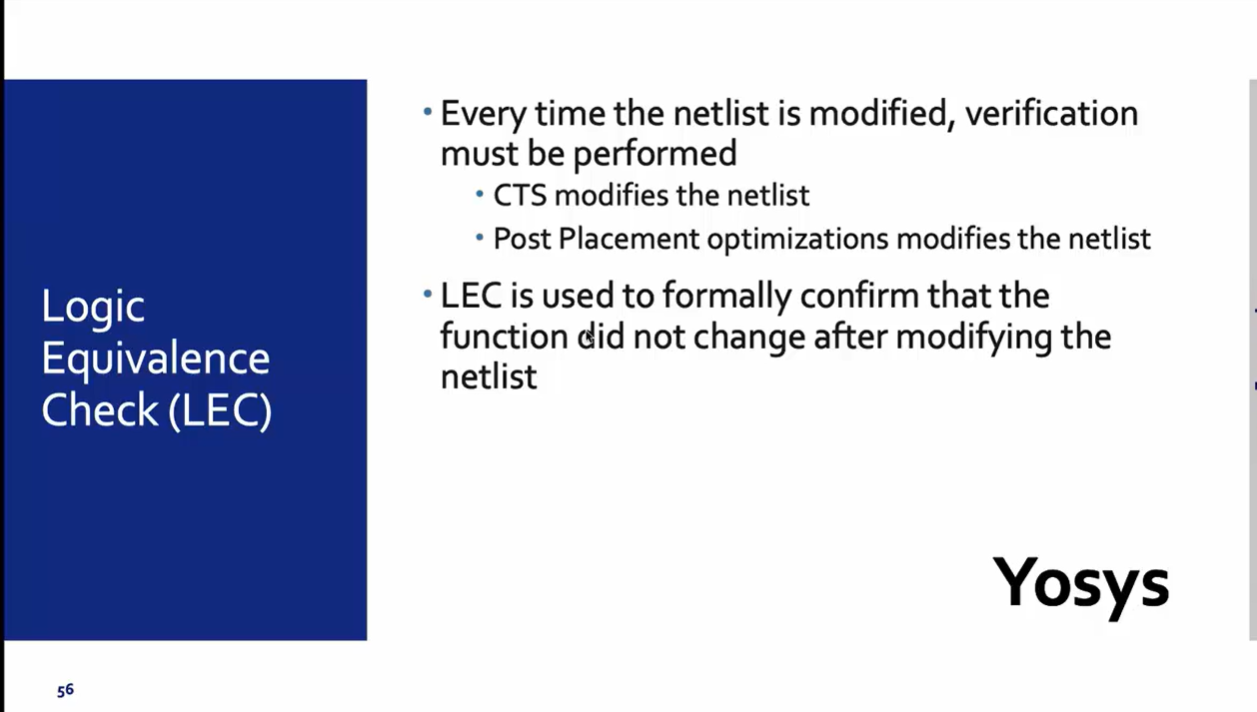 Logic
Equivalence
Check (LEC)
• Every time the netlist is modified, verification
must be performed
• CTS modifies the netlist
• Post Placement optimizations modifies the netlist
• LEC is used to formally confirm that the
function did not change after modifying the
netlist
Yosys
56